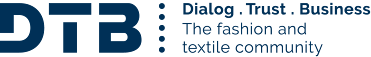 DTB
Dialog . Trust . Business
The fashion and
textile community